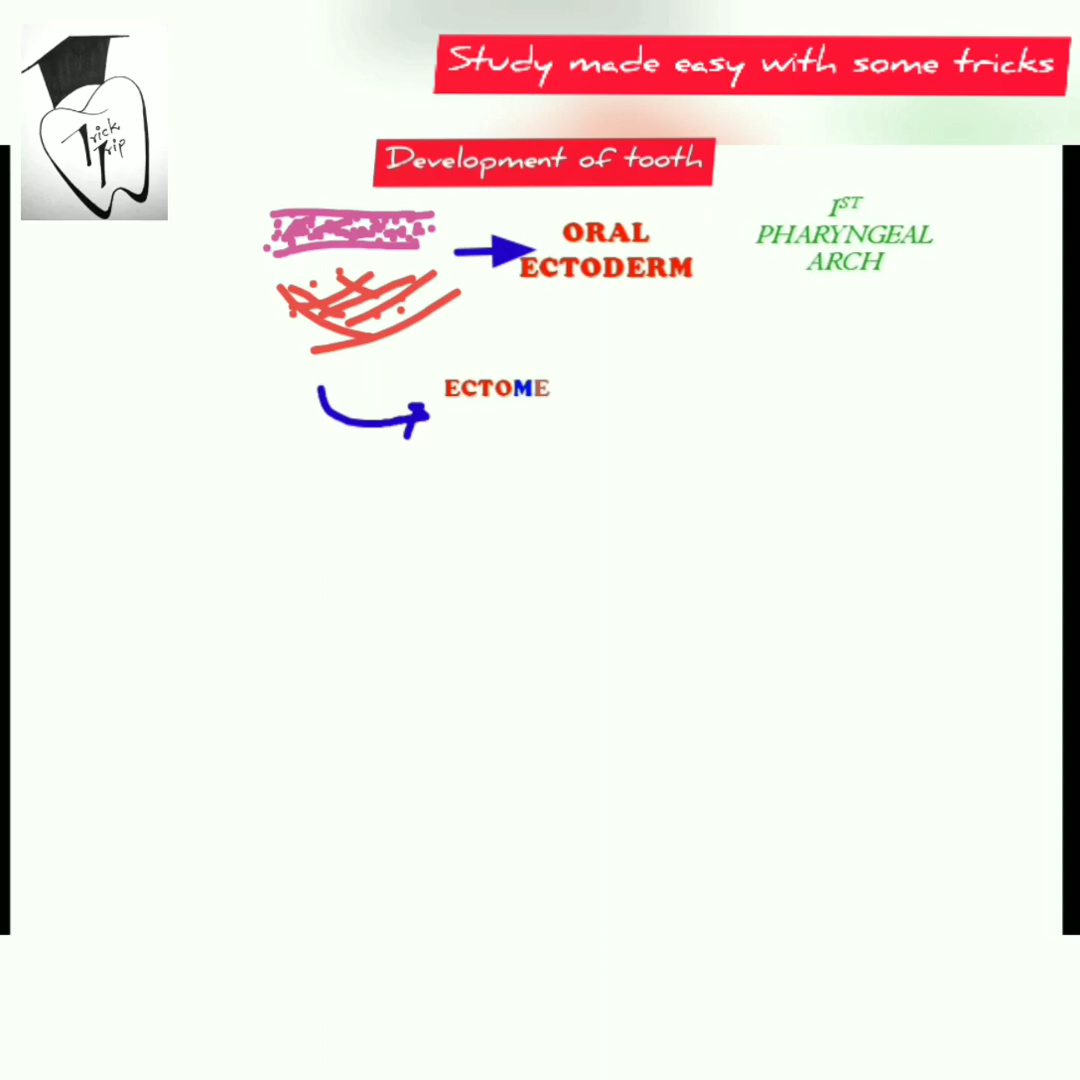 Study made easy with some tricks
Trick
Trip
Development of tooth
ORAL
ECTODERM
1ST
PHARYNGEAL
ARCH
ECTOME